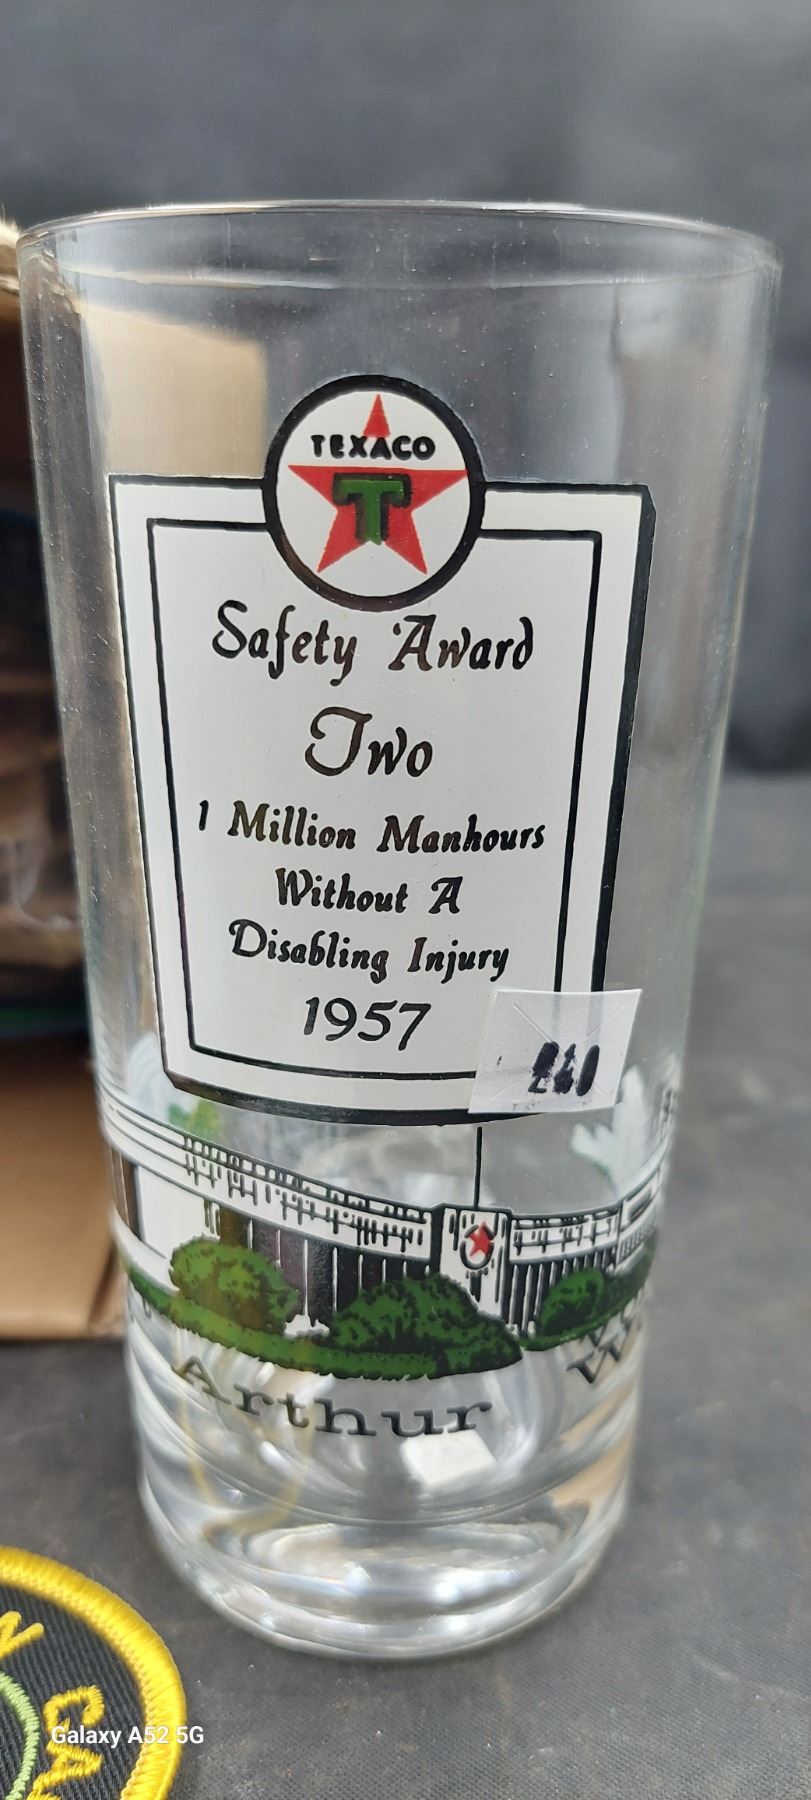 TEXACO
T
Safety Award
Two
1 Million Manhours
Without A
Disabling Injury
1957
Arthur
Galaxy A52 5G